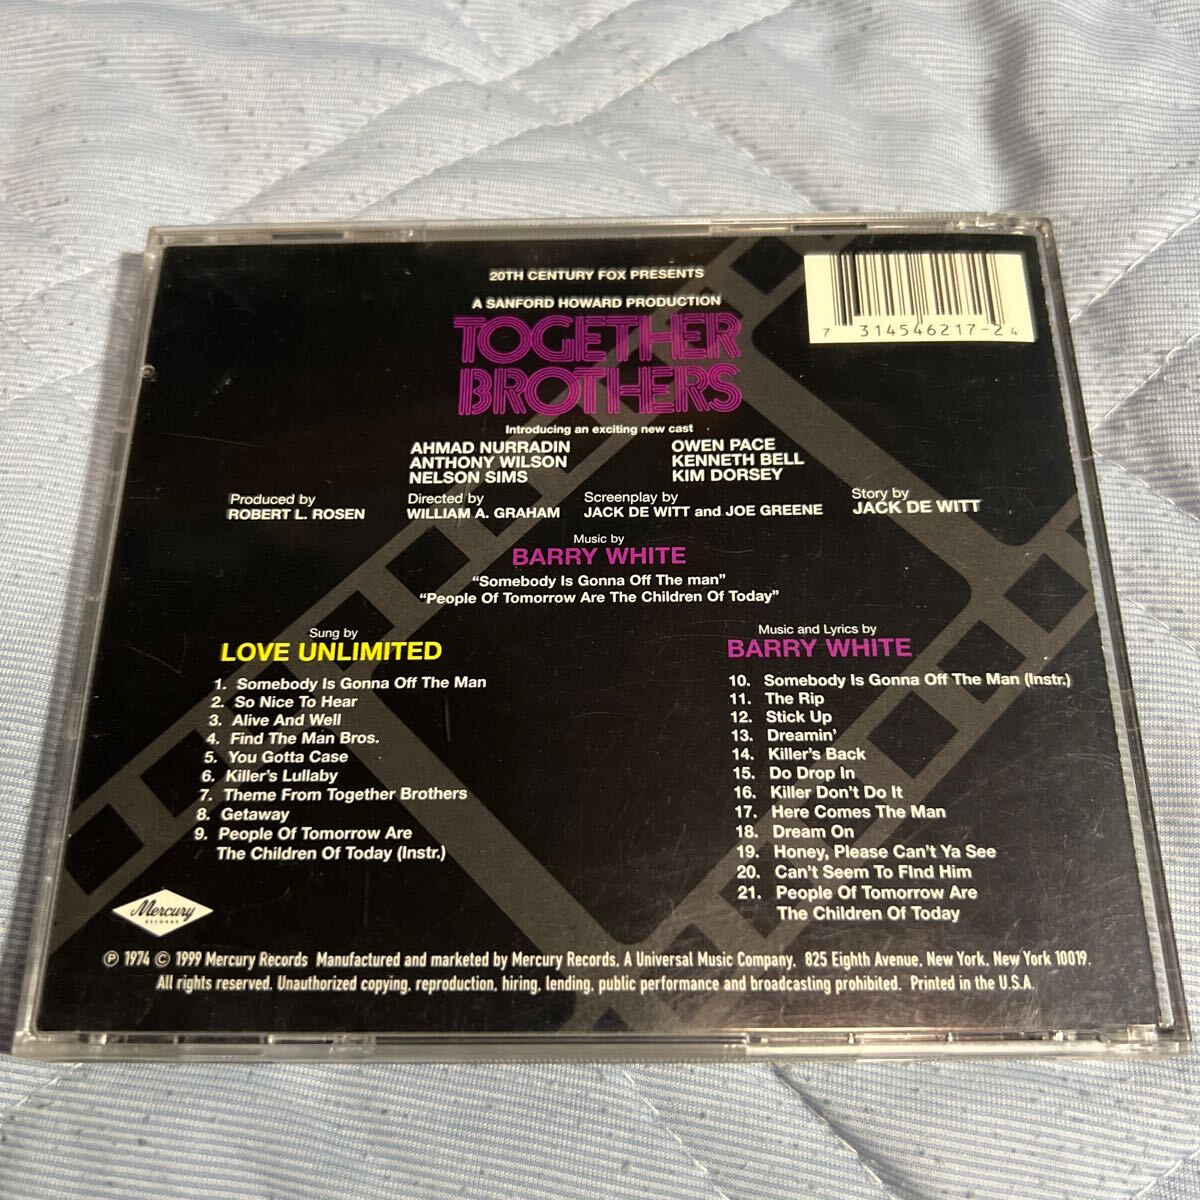 20TH CENTURY FOX PRESENTS
A SANFORD HOWARD PRODUCTION
TOGETHER
BROTHERS
7 314546217-2 4
Introducing an exciting new cast
AHMAD NURRADIN
ANTHONY WILSON
NELSON SIMS
OWEN PACE
KENNETH BELL
KIM DORSEY
Produced by
ROBERT L. ROSEN
Directed by
WILLIAM A. GRAHAM
Screenplay by
JACK DE WITT and JOE GREENE
Story by
JACK DE WITT
Music by
BARRY WHITE
“Somebody Is Gonna Off The man”
“People Of Tomorrow Are The Children Of Today”
Sung by
LOVE UNLIMITED
1. Somebody Is Gonna Off The Man
2. So Nice To Hear
3. Alive And Well
4. Find The Man Bros.
5. You Gotta Case
6. Killer's Lullaby
7. Theme From Together Brothers
8. Getaway
9. People Of Tomorrow Are
The Children Of Today (Instr.)
Music and Lyrics by
BARRY WHITE
10. Somebody Is Gonna Off The Man (Instr.)
11. The Rip
12. Stick Up
13. Dreamin'
14. Killer's Back
15. Do Drop In
16. Killer Don't Do It
17. Here Comes The Man
18. Dream On
19. Honey, Please Can't Ya See
20. Can't Seem To FInd Him
21. People Of Tomorrow Are
The Children Of Today
Mercury
RECORDS
Ⓟ 1974 © 1999 Mercury Records Manufactured and marketed by Mercury Records, A Universal Music Company, 825 Eighth Avenue, New York, New York 10019.
All rights reserved. Unauthorized copying, reproduction, hiring, lending, public performance and broadcasting prohibited. Printed in the U.S.A.